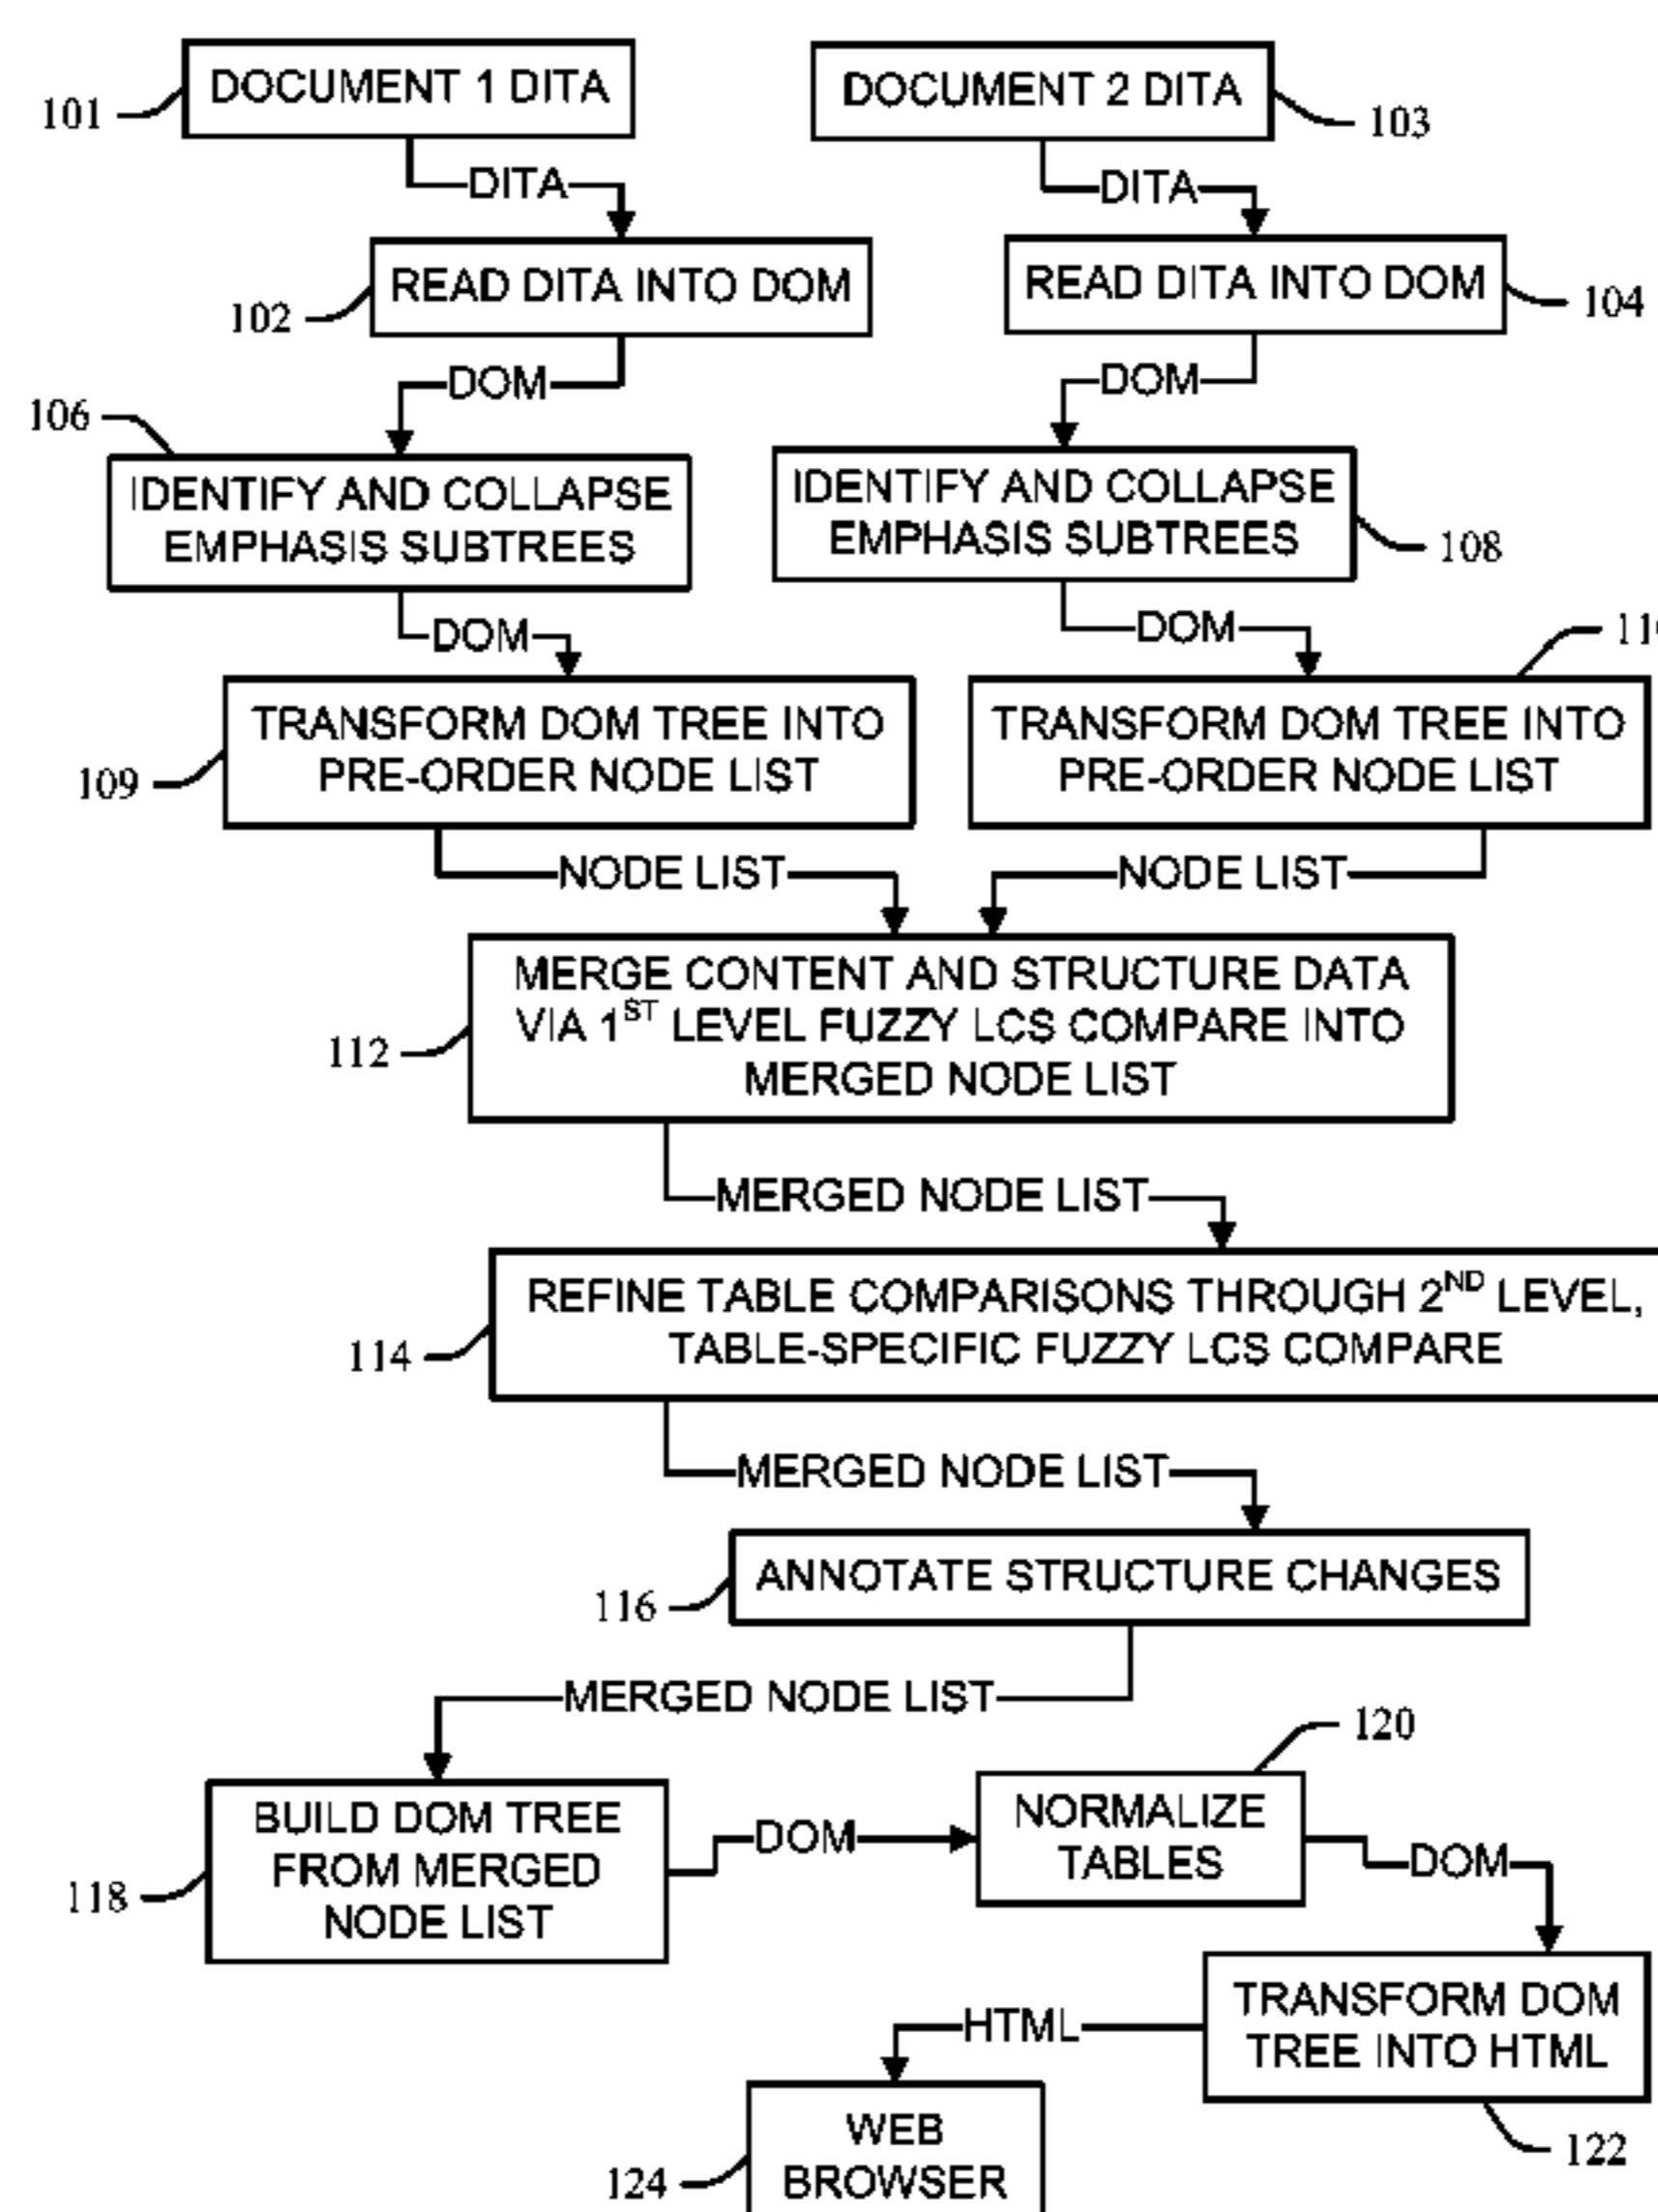 DOCUMENT 1 DITA
DOCUMENT 2 DITA
101
103
DITA
DITA
READ DITA INTO DOM
READ DITA INTO DOM
102
104
DOM
DOM
106
IDENTIFY AND COLLAPSE
EMPHASIS SUBTREES
IDENTIFY AND COLLAPSE
EMPHASIS SUBTREES
108
DOM
DOM
TRANSFORM DOM TREE INTO
PRE-ORDER NODE LIST
109
TRANSFORM DOM TREE INTO
PRE-ORDER NODE LIST
NODE LIST
NODE LIST
MERGE CONTENT AND STRUCTURE DATA
VIA 1ST LEVEL FUZZY LCS COMPARE INTO
MERGED NODE LIST
112
MERGED NODE LIST
REFINE TABLE COMPARISONS THROUGH 2ND LEVEL,
TABLE-SPECIFIC FUZZY LCS COMPARE
114
MERGED NODE LIST
ANNOTATE STRUCTURE CHANGES
116
MERGED NODE LIST
120
BUILD DOM TREE
FROM MERGED
NODE LIST
118
DOM
NORMALIZE
TABLES
DOM
TRANSFORM DOM
TREE INTO HTML
122
HTML
WEB
BROWSER
124